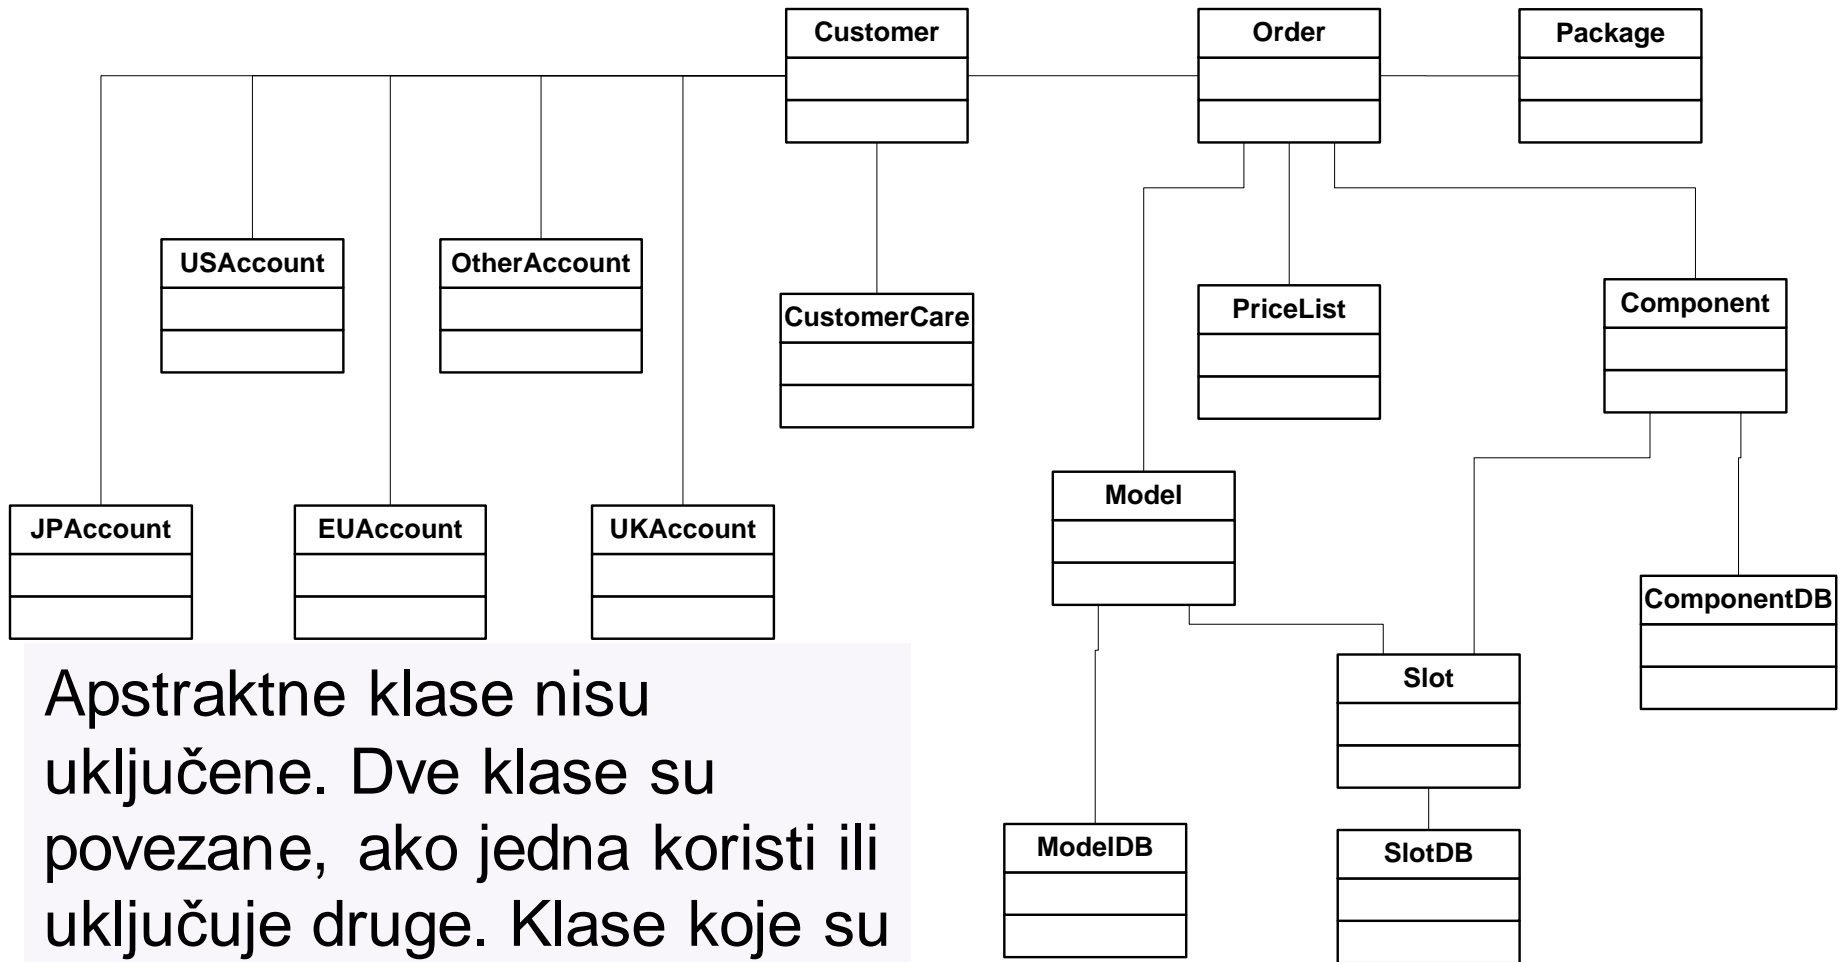 Customer
Order
Package
USAccount
OtherAccount
CustomerCare
PriceList
Component
Model
JPAccount
EUAccount
UKAccount
ComponentDB
Slot
ModelDB
SlotDB
Apstraktne klase nisu
uključene. Dve klase su
povezane, ako jedna koristi ili
uključuje druge. Klase koje su